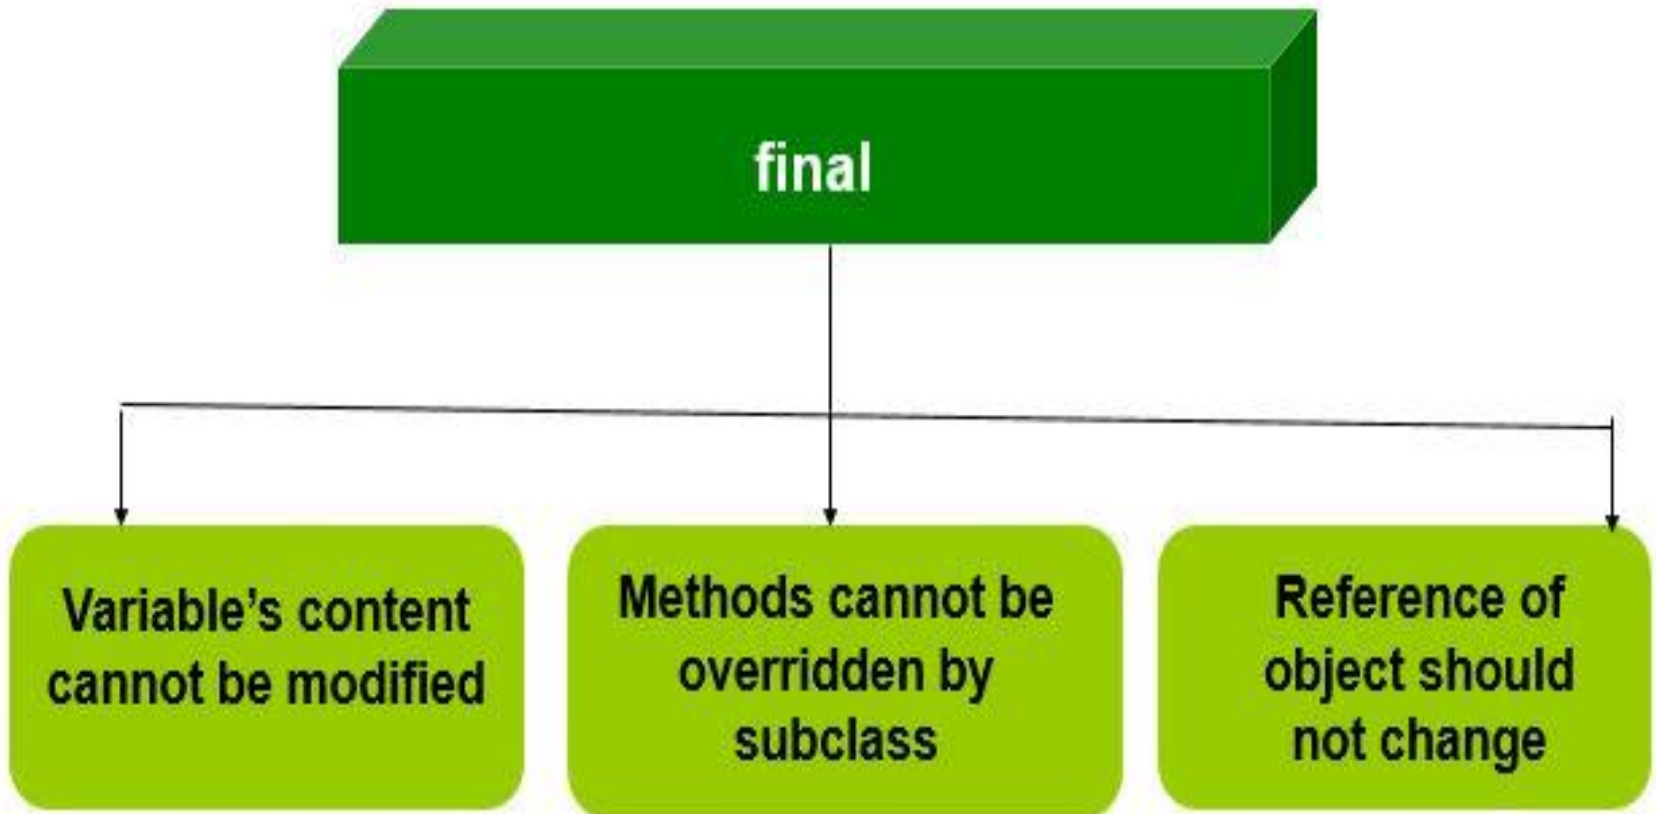 final
Variable’s content
cannot be modified
Methods cannot be
overridden by
subclass
Reference of
object should
not change